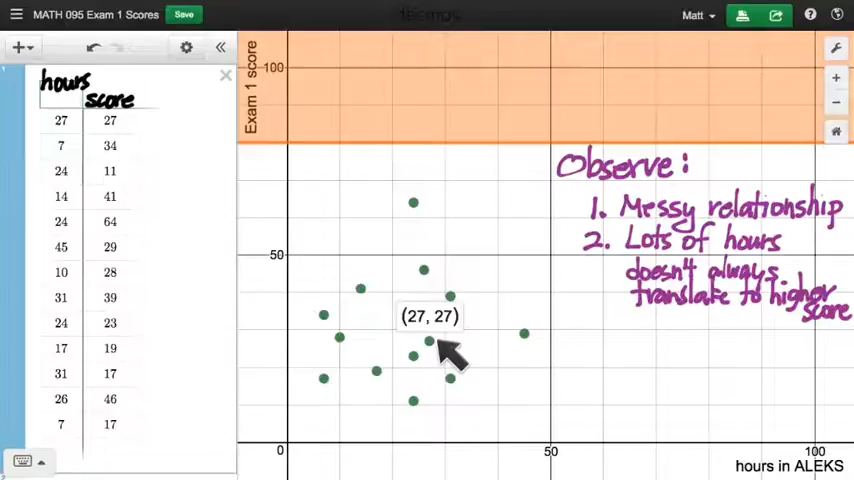 MATH 095 Exam 1 Scores
Save
Matt
hours
score
27 27
7 34
24 11
14 41
24 64
45 29
10 28
31 39
24 23
17 19
31 17
26 46
7 17
Exam 1 score
100
50
0
50
100
hours in ALEKS
(27, 27)
Observe:
1. Messy relationship
2. Lots of hours
doesn't always
translate to higher
score